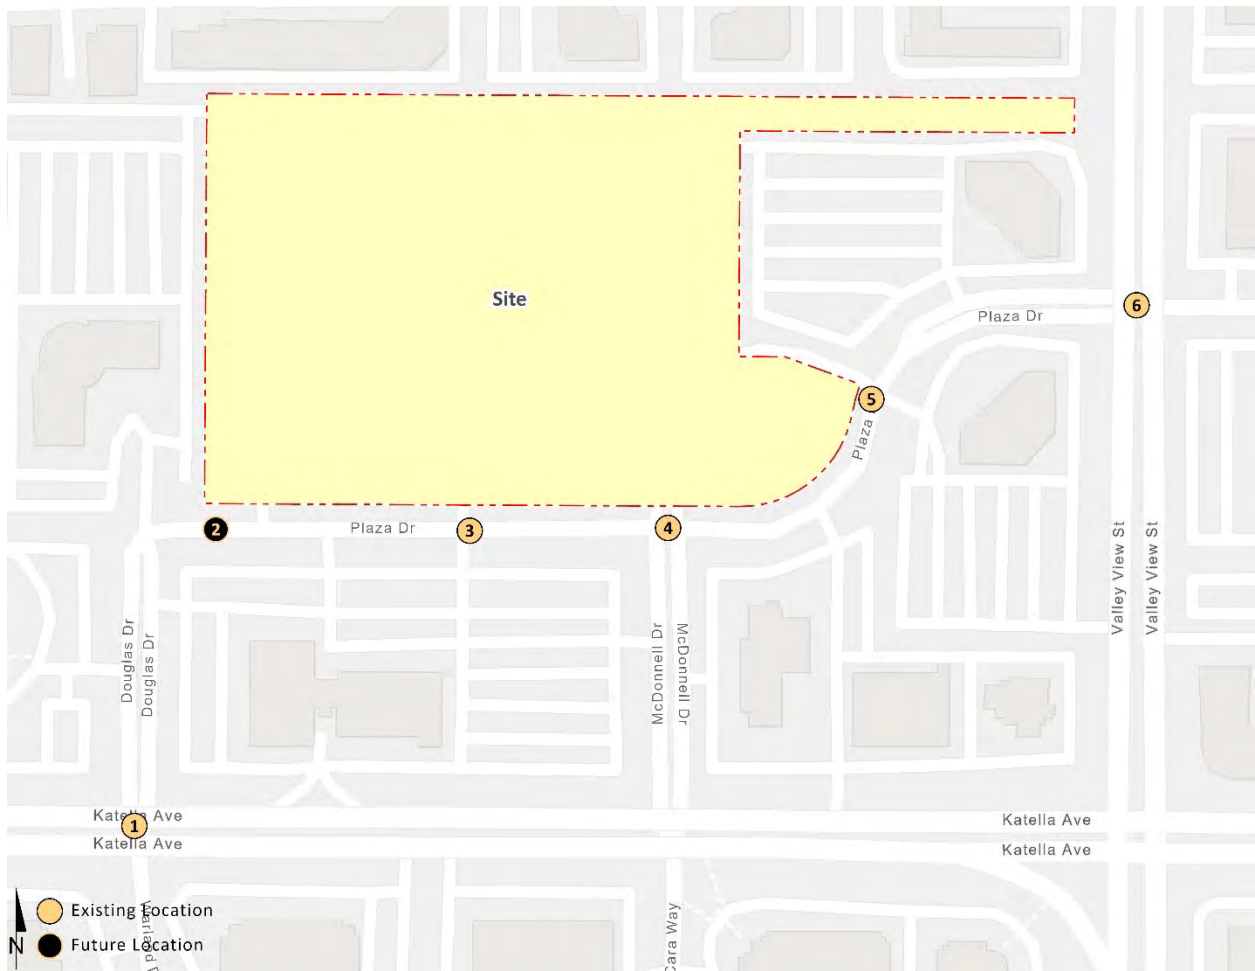 Site
6
Plaza Dr
5
Plaza
2
Plaza Dr
3
4
Valley View St
Valley View St
Douglas Dr
Douglas Dr
McDonnell Dr
McDonnell Dr
Katella Ave
1
Katella Ave
Katella Ave
Katella Ave
Existing Location
N
Future Location
Warland
Cara Way